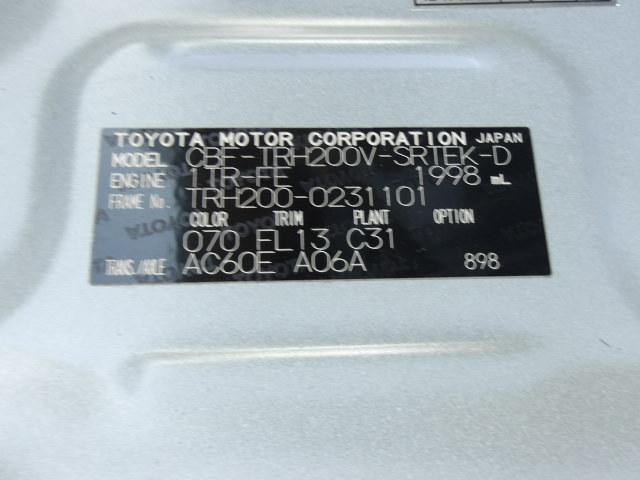 TOYOTA MOTOR CORPORATION JAPAN
MODEL CBF-TRH200V-SRTEK-D
ENGINE 1TR-FE 1998 mL
FRAME No. TRH200-0231101
COLOR TRIM PLANT OPTION
070 FL13 C31
TRANS./AXLE AC60E A06A 898